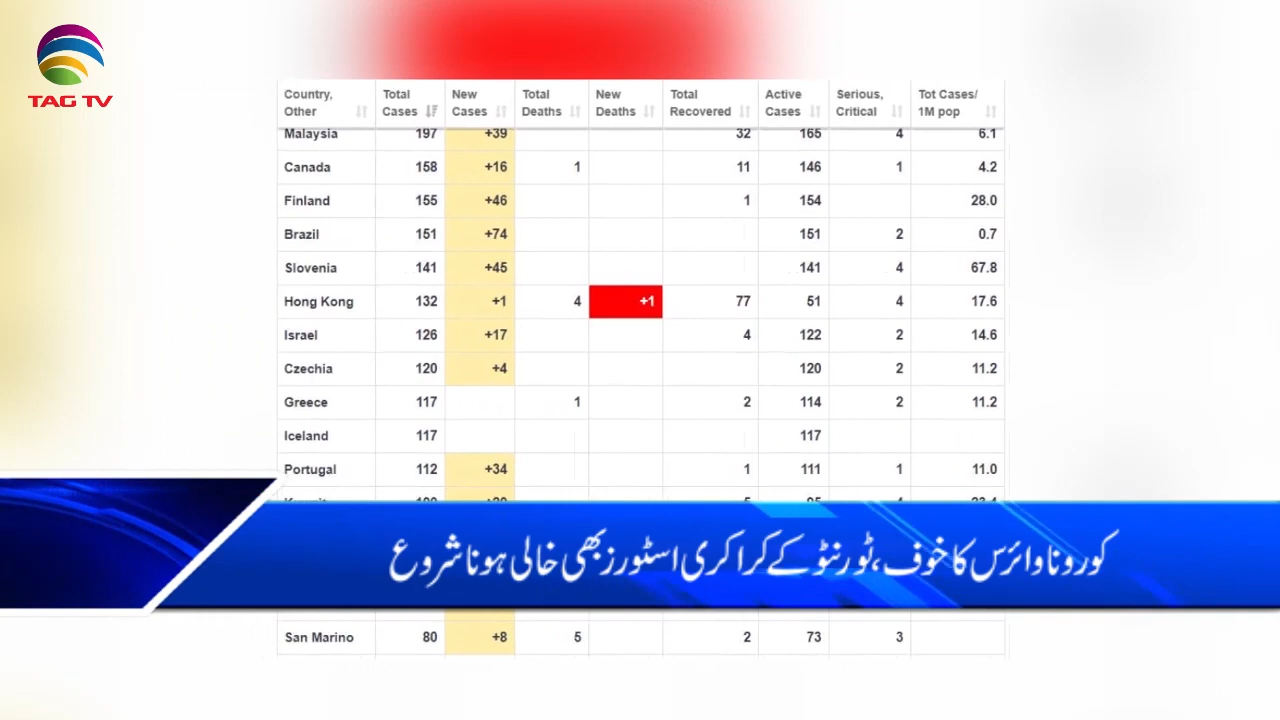 TAG TV
Country, Other Total Cases New Cases Total Deaths New Deaths Total Recovered Active Cases Serious, Critical Tot Cases/ 1M pop
Malaysia 197 +39 32 165 4 6.1
Canada 158 +16 1 11 146 1 4.2
Finland 155 +46 1 154 28.0
Brazil 151 +74 151 2 0.7
Slovenia 141 +45 141 4 67.8
Hong Kong 132 +1 4 +1 77 51 4 17.6
Israel 126 +17 4 122 2 14.6
Czechia 120 +4 120 2 11.2
Greece 117 1 2 114 2 11.2
Iceland 117 117
Portugal 112 +34 1 111 1 11.0
کورونا وائرس کا خوف، ٹورنٹو کے کراکری اسٹورز بھی خالی ہونا شروع
San Marino 80 +8 5 2 73 3